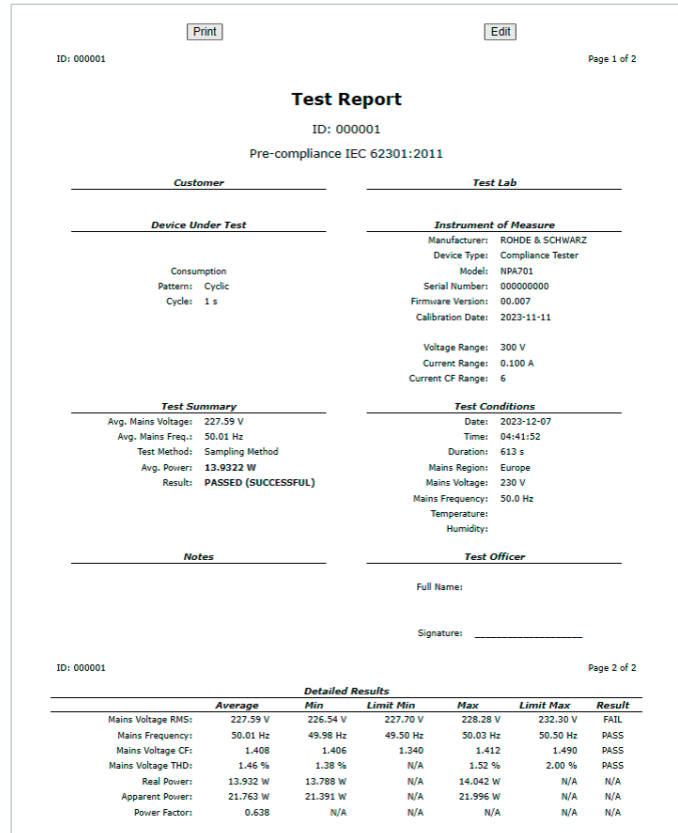 Print Edit
ID: 000001 Page 1 of 2
Test Report
ID: 000001
Pre-compliance IEC 62301:2011
Customer
Test Lab
Device Under Test
Consumption
Pattern: Cyclic
Cycle: 1 s
Instrument of Measure
Manufacturer: ROHDE & SCHWARZ
Device Type: Compliance Tester
Model: NPA701
Serial Number: 000000000
Firmware Version: 00.007
Calibration Date: 2023-11-11
Voltage Range: 300 V
Current Range: 0.100 A
Current CF Range: 6
Test Summary
Avg. Mains Voltage: 227.59 V
Avg. Mains Freq.: 50.01 Hz
Test Method: Sampling Method
Avg. Power: 13.9322 W
Result: PASSED (SUCCESSFUL)
Test Conditions
Date: 2023-12-07
Time: 04:41:52
Duration: 613 s
Mains Region: Europe
Mains Voltage: 230 V
Mains Frequency: 50.0 Hz
Temperature:
Humidity:
Notes
Test Officer
Full Name:
Signature: ____________________
ID: 000001 Page 2 of 2
Detailed Results
Average Min Limit Min Max Limit Max Result
Mains Voltage RMS: 227.59 V 226.54 V 227.70 V 228.28 V 232.30 V FAIL
Mains Frequency: 50.01 Hz 49.98 Hz 49.50 Hz 50.03 Hz 50.50 Hz PASS
Mains Voltage CF: 1.408 1.406 1.340 1.412 1.490 PASS
Mains Voltage THD: 1.46 % 1.38 % N/A 1.52 % 2.00 % PASS
Real Power: 13.932 W 13.788 W N/A 14.042 W N/A N/A
Apparent Power: 21.763 W 21.391 W N/A 21.996 W N/A N/A
Power Factor: 0.638 N/A N/A N/A N/A N/A